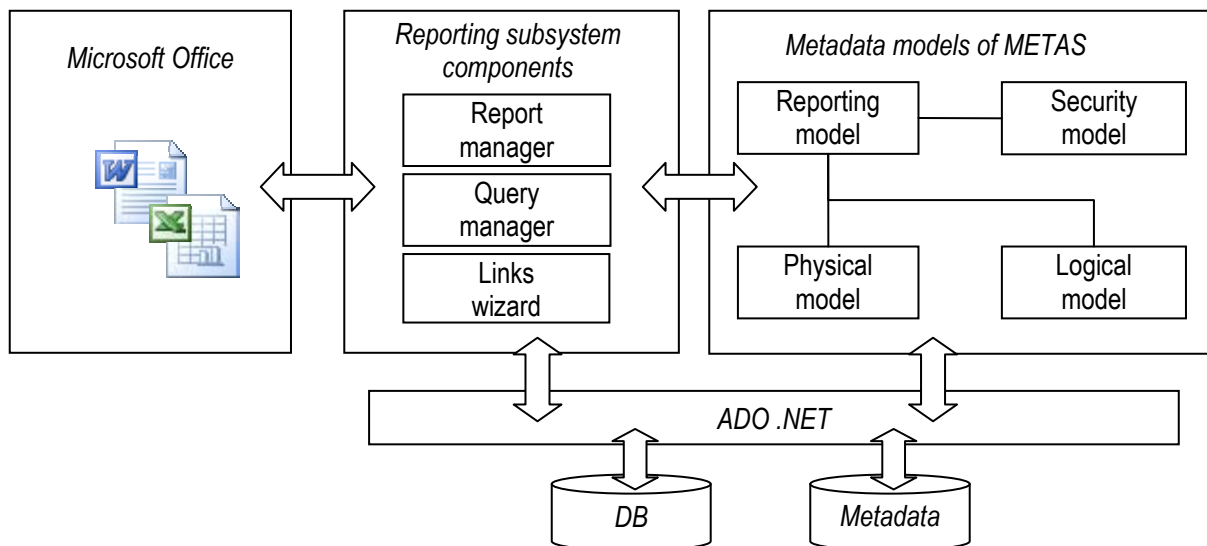 Microsoft Office
W
X
Reporting subsystem
components
Report
manager
Query
manager
Links
wizard
Metadata models of METAS
Reporting
model
Security
model
Physical
model
Logical
model
ADO .NET
DB
Metadata